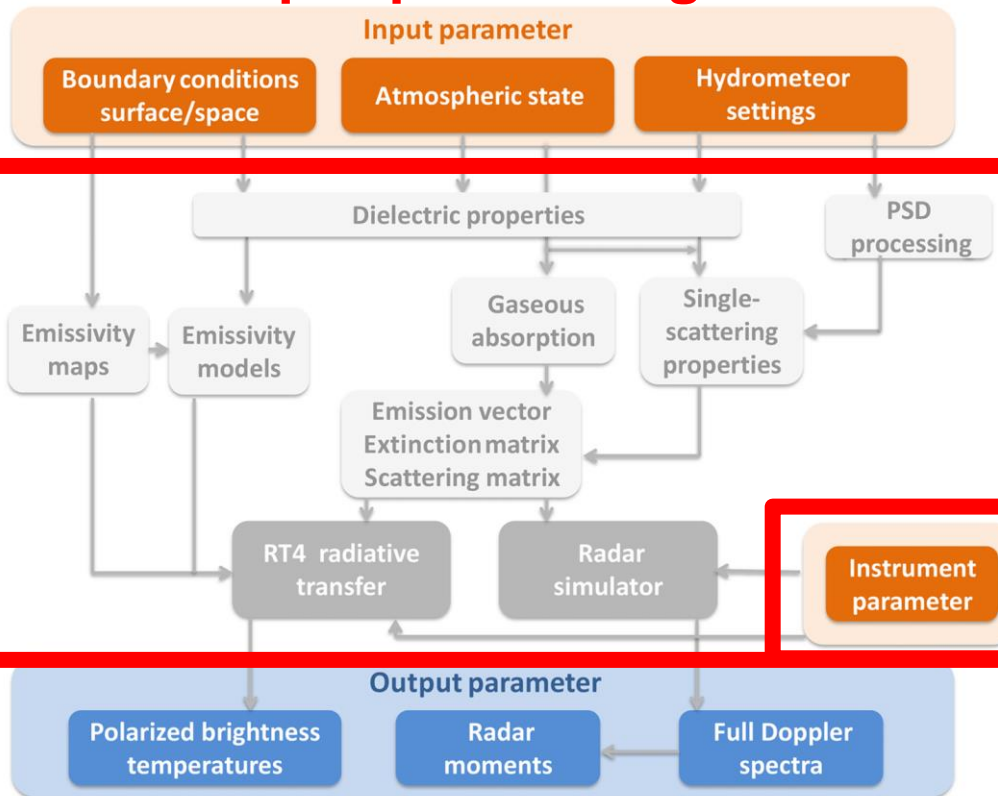 Input parameter
Boundary conditions
surface/space
Atmospheric state
Hydrometeor
settings
Dielectric properties
PSD
processing
Emissivity
maps
Emissivity
models
Gaseous
absorption
Single-
scattering
properties
Emission vector
Extinction matrix
Scattering matrix
RT4 radiative
transfer
Radar
simulator
Instrument
parameter
Output parameter
Polarized brightness
temperatures
Radar
moments
Full Doppler
spectra